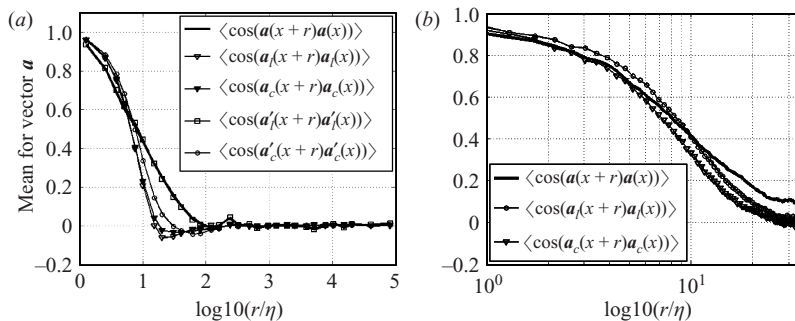 (a)
Mean for vector a
1.0
0.8
0.6
0.4
0.2
0
–0.2
⟨cos(a(x + r)a(x))⟩
⟨cos(a_l(x + r)a_l(x))⟩
⟨cos(a_c(x + r)a_c(x))⟩
⟨cos(a′_l(x + r)a′_l(x))⟩
⟨cos(a′_c(x + r)a′_c(x))⟩
0 1 2 3 4 5
log10(r/η)
(b)
1.0
0.8
0.6
0.4
0.2
0
–0.2
⟨cos(a(x + r)a(x))⟩
⟨cos(a_l(x + r)a_l(x))⟩
⟨cos(a_c(x + r)a_c(x))⟩
10^0 10^1
log10(r/η)